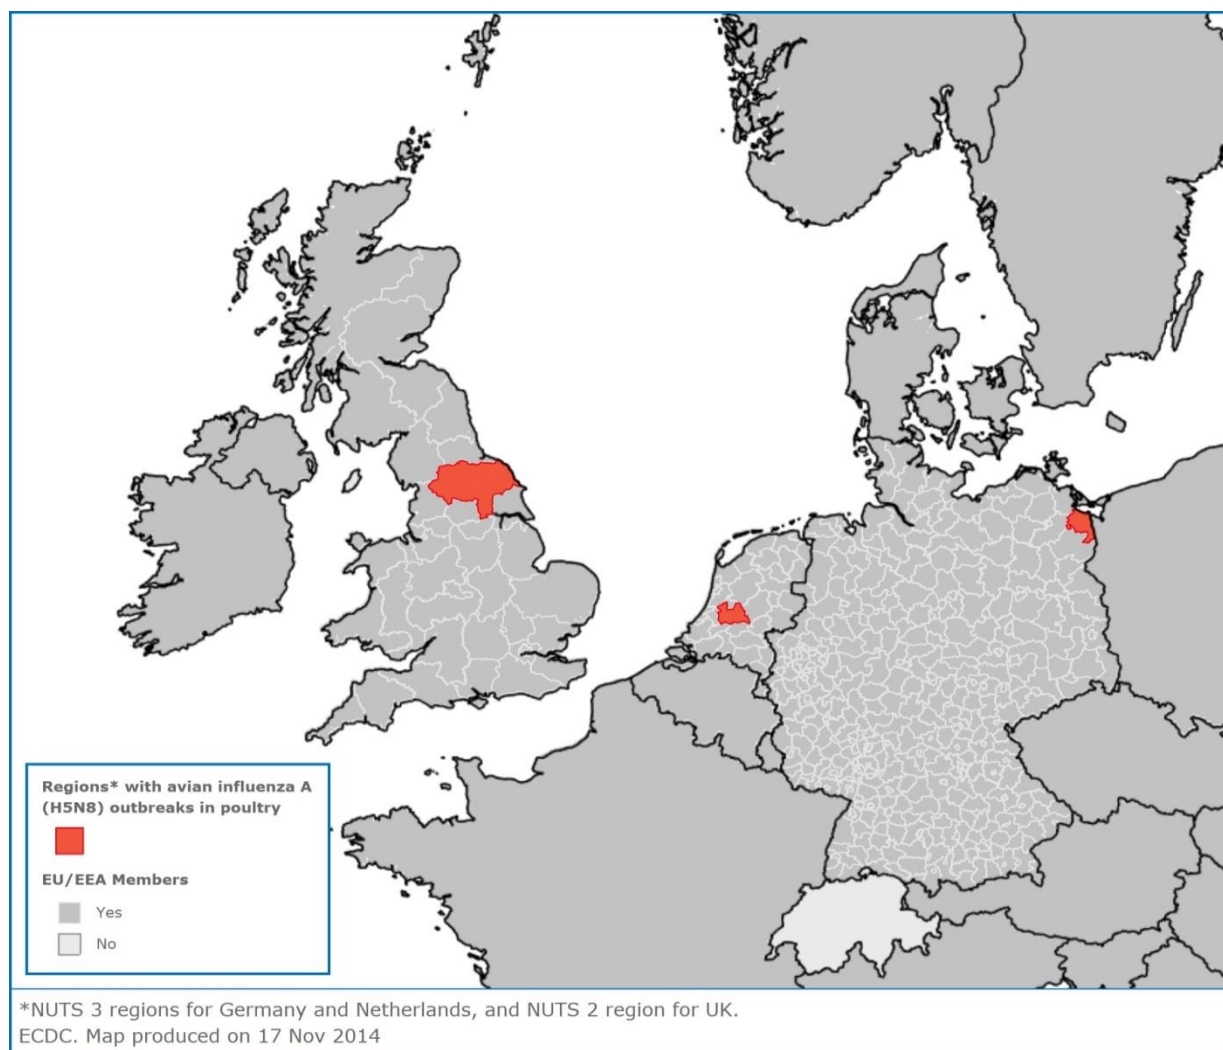 Regions* with avian influenza A
(H5N8) outbreaks in poultry
EU/EEA Members
Yes
No
*NUTS 3 regions for Germany and Netherlands, and NUTS 2 region for UK.
ECDC. Map produced on 17 Nov 2014